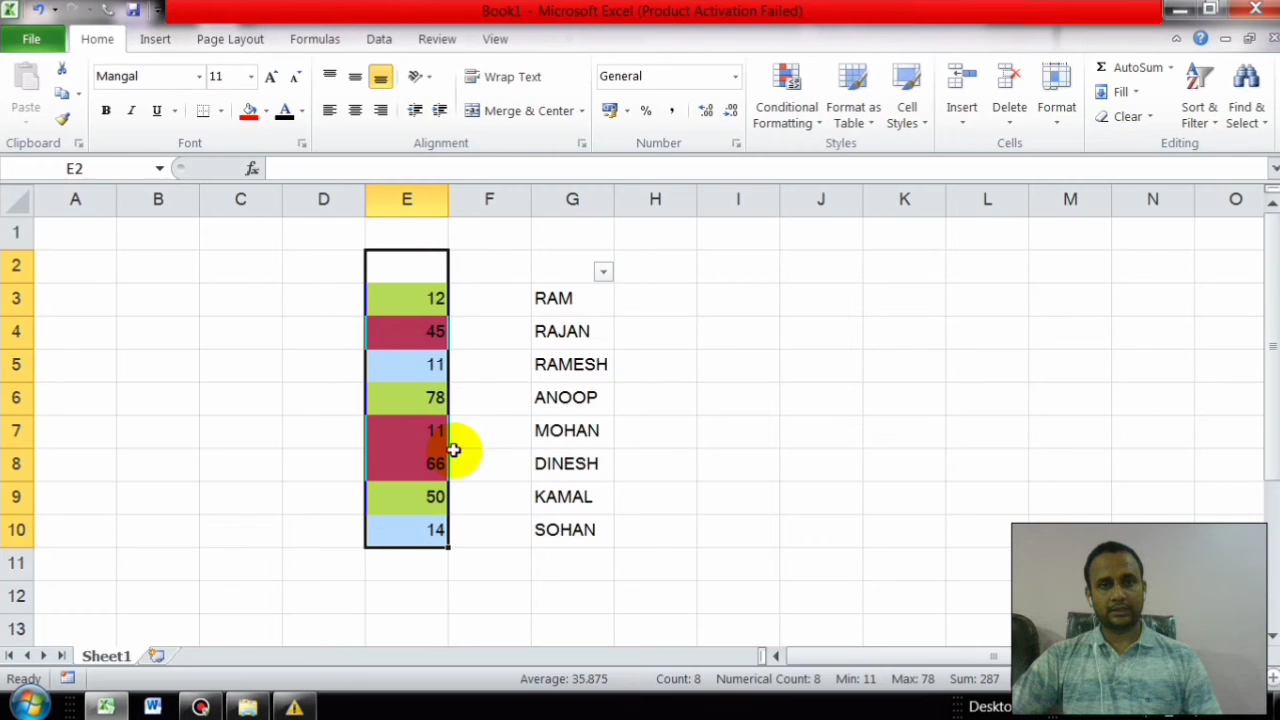 Book1 - Microsoft Excel (Product Activation Failed)
File Home Insert Page Layout Formulas Data Review View
Paste
Mangal 11
Wrap Text
General
Merge & Center
Conditional Formatting
Format as Table
Cell Styles
Insert
Delete
Format
AutoSum
Fill
Clear
Sort & Filter
Find & Select
Clipboard Font Alignment Number Styles Cells Editing
E2 fx
A B C D E F G H I J K L M N O
1
2
3 12 RAM
4 45 RAJAN
5 11 RAMESH
6 78 ANOOP
7 11 MOHAN
8 66 DINESH
9 50 KAMAL
10 14 SOHAN
11
12
13
Sheet1
Ready Average: 35.875 Count: 8 Numerical Count: 8 Min: 11 Max: 78 Sum: 287